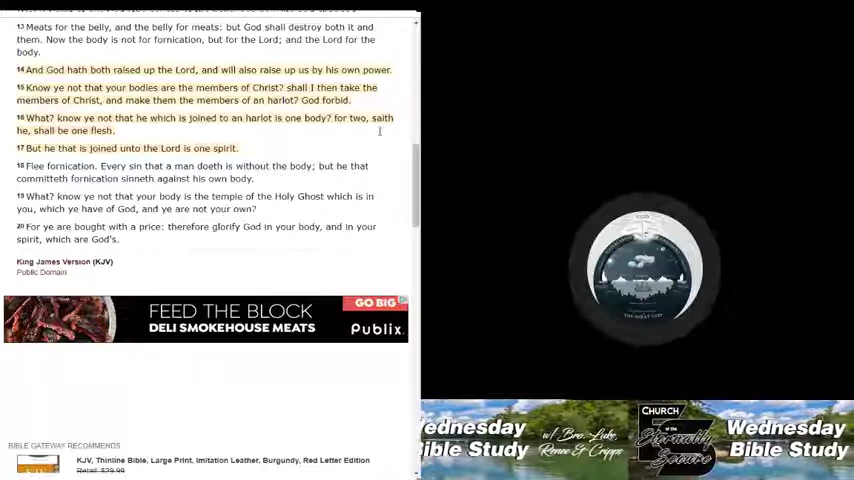 13 Meats for the belly, and the belly for meats: but God shall destroy both it and
them. Now the body is not for fornication, but for the Lord; and the Lord for the
body.
14 And God hath both raised up the Lord, and will also raise up us by his own power.
15 Know ye not that your bodies are the members of Christ? shall I then take the
members of Christ, and make them the members of an harlot? God forbid.
16 What? know ye not that he which is joined to an harlot is one body? for two, saith
he, shall be one flesh.
17 But he that is joined unto the Lord is one spirit.
18 Flee fornication. Every sin that a man doeth is without the body; but he that
committeth fornication sinneth against his own body.
19 What? know ye not that your body is the temple of the Holy Ghost which is in
you, which ye have of God, and ye are not your own?
20 For ye are bought with a price: therefore glorify God in your body, and in your
spirit, which are God's.
King James Version (KJV)
Public Domain
FEED THE BLOCK
DELI SMOKEHOUSE MEATS
GO BIG
Publix.
BIBLE GATEWAY RECOMMENDS
KJV, Thinline Bible, Large Print, Imitation Leather, Burgundy, Red Letter Edition
Retail: $29.99
Wednesday
Bible Study
w/ Bro. Luke,
Renee & Cripps
CHURCH
of the
Eternally
Secure
Wednesday
Bible Study